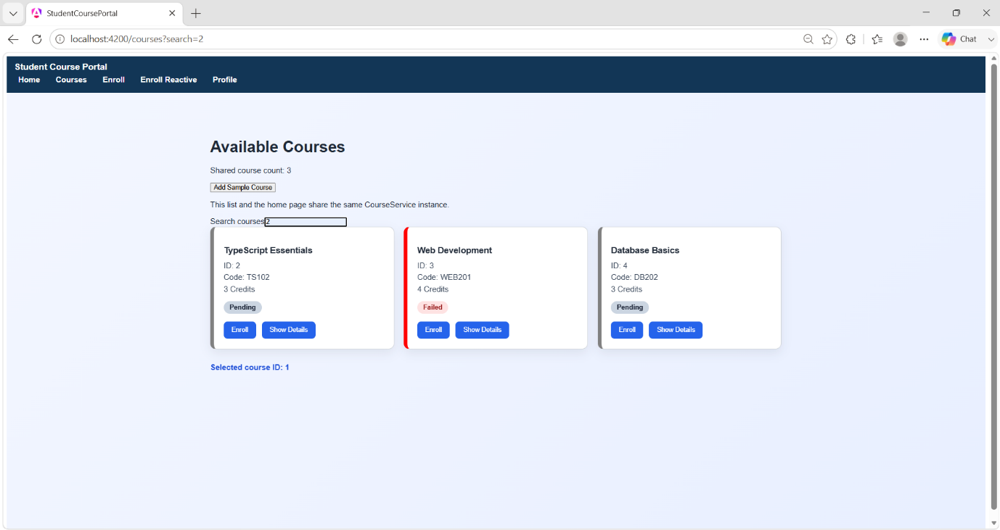 StudentCoursePortal
localhost:4200/courses?search=2
Chat
Student Course Portal
Home Courses Enroll Enroll Reactive Profile
Available Courses
Shared course count: 3
Add Sample Course
This list and the home page share the same CourseService instance.
Search courses 2
TypeScript Essentials
ID: 2
Code: TS102
3 Credits
Pending
Enroll Show Details
Web Development
ID: 3
Code: WEB201
4 Credits
Failed
Enroll Show Details
Database Basics
ID: 4
Code: DB202
3 Credits
Pending
Enroll Show Details
Selected course ID: 1